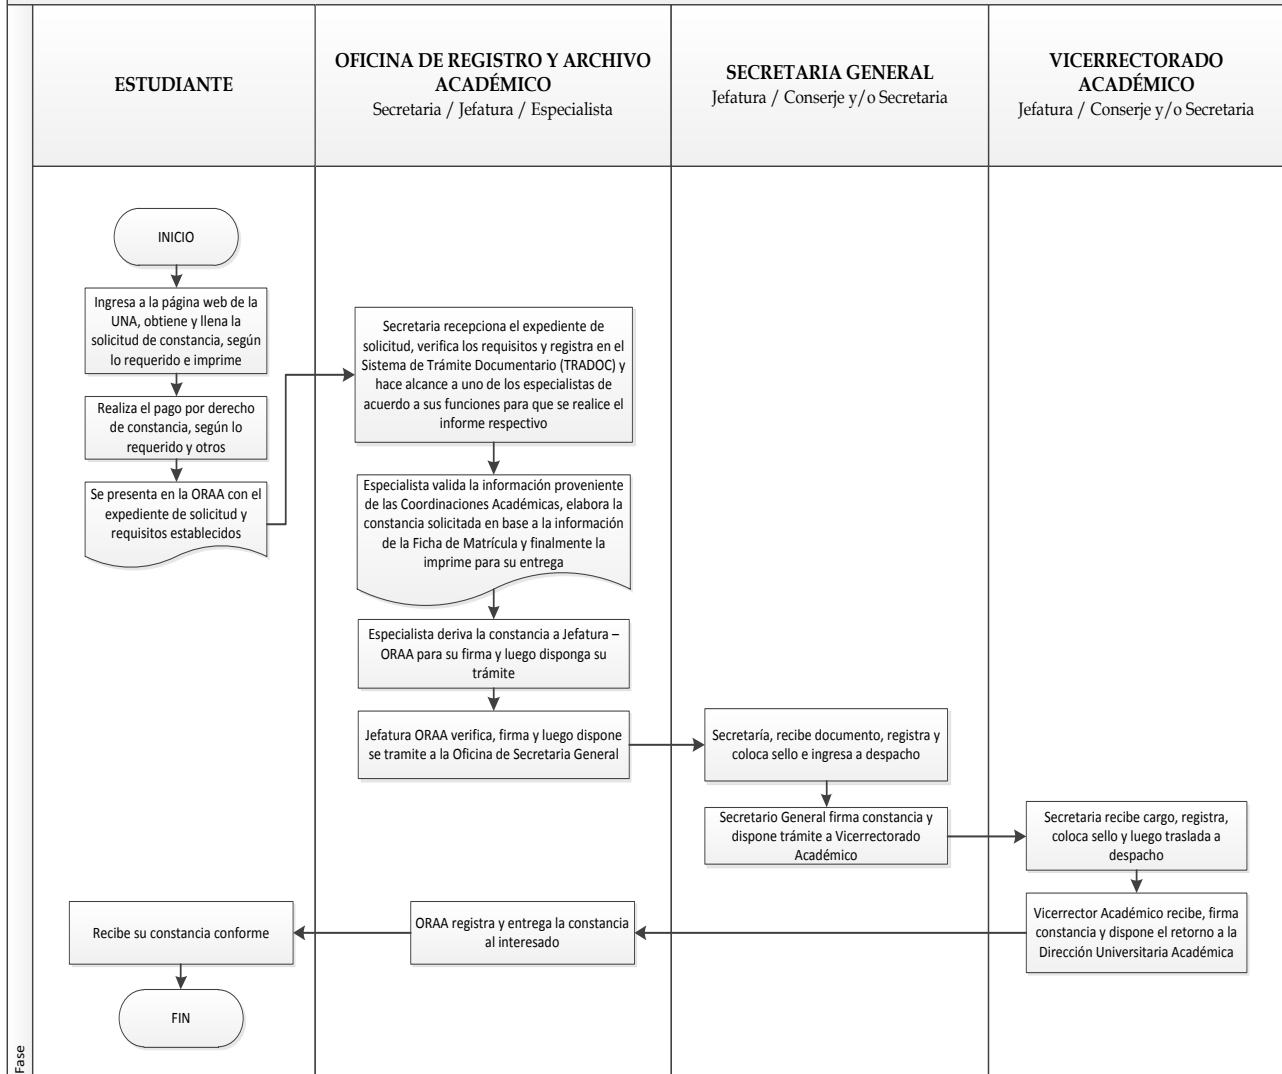 ESTUDIANTE
OFICINA DE REGISTRO Y ARCHIVO
ACADÉMICO
Secretaria / Jefatura / Especialista
SECRETARIA GENERAL
Jefatura / Conserje y/o Secretaria
VICERRECTORADO
ACADÉMICO
Jefatura / Conserje y/o Secretaria
INICIO
Ingresa a la página web de la
UNA, obtiene y llena la
solicitud de constancia, según
lo requerido e imprime
Realiza el pago por derecho
de constancia, según lo
requerido y otros
Se presenta en la ORAA con el
expediente de solicitud y
requisitos establecidos
Secretaria recepciona el expediente de
solicitud, verifica los requisitos y registra en el
Sistema de Trámite Documentario (TRADOC) y
hace alcance a uno de los especialistas de
acuerdo a sus funciones para que se realice el
informe respectivo
Especialista valida la información proveniente
de las Coordinaciones Académicas, elabora la
constancia solicitada en base a la información
de la Ficha de Matrícula y finalmente la
imprime para su entrega
Especialista deriva la constancia a Jefatura –
ORAA para su firma y luego disponga su
trámite
Jefatura ORAA verifica, firma y luego dispone
se tramite a la Oficina de Secretaria General
Secretaría, recibe documento, registra y
coloca sello e ingresa a despacho
Secretario General firma constancia y
dispone trámite a Vicerrectorado
Académico
Secretaria recibe cargo, registra,
coloca sello y luego traslada a
despacho
Vicerrector Académico recibe, firma
constancia y dispone el retorno a la
Dirección Universitaria Académica
ORAA registra y entrega la constancia
al interesado
Recibe su constancia conforme
FIN
Fase